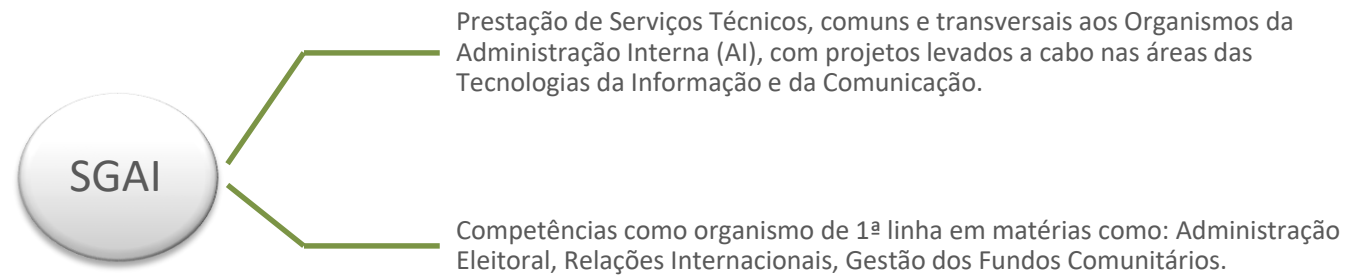 SGAI
Prestação de Serviços Técnicos, comuns e transversais aos Organismos da
Administração Interna (AI), com projetos levados a cabo nas áreas das
Tecnologias da Informação e da Comunicação.
Competências como organismo de 1ª linha em matérias como: Administração
Eleitoral, Relações Internacionais, Gestão dos Fundos Comunitários.